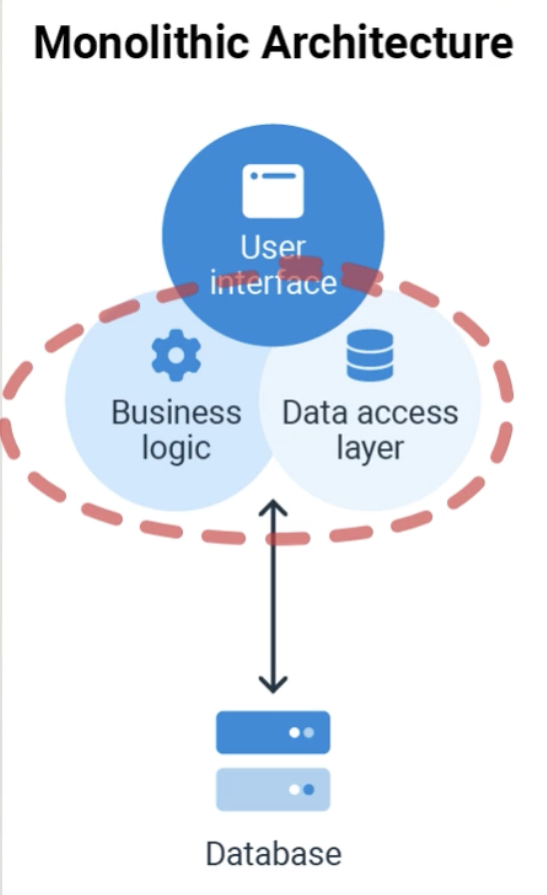 Monolithic Architecture
User
interface
Business
logic
Data access
layer
Database